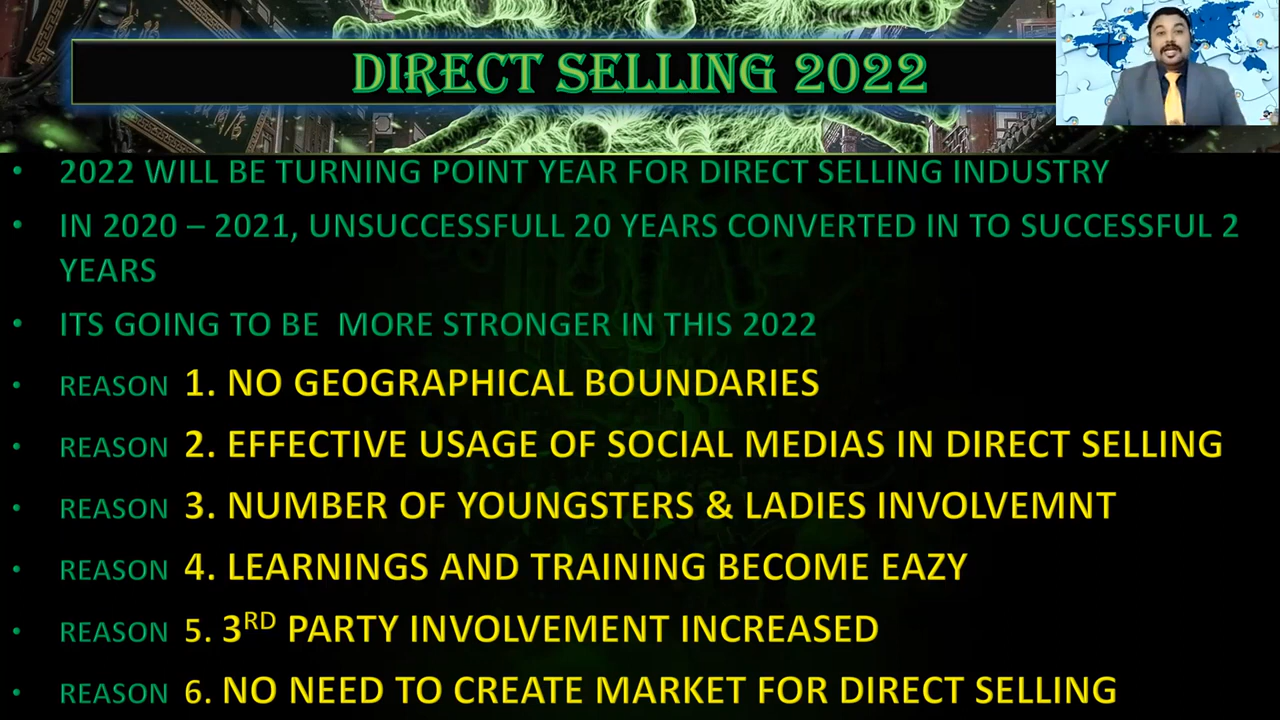 DIRECT SELLING 2022
• 2022 WILL BE TURNING POINT YEAR FOR DIRECT SELLING INDUSTRY
• IN 2020 – 2021, UNSUCCESSFULL 20 YEARS CONVERTED IN TO SUCCESSFUL 2
YEARS
• ITS GOING TO BE MORE STRONGER IN THIS 2022
• REASON 1. NO GEOGRAPHICAL BOUNDARIES
• REASON 2. EFFECTIVE USAGE OF SOCIAL MEDIAS IN DIRECT SELLING
• REASON 3. NUMBER OF YOUNGSTERS & LADIES INVOLVEMNT
• REASON 4. LEARNINGS AND TRAINING BECOME EAZY
• REASON 5. 3RD PARTY INVOLVEMENT INCREASED
• REASON 6. NO NEED TO CREATE MARKET FOR DIRECT SELLING